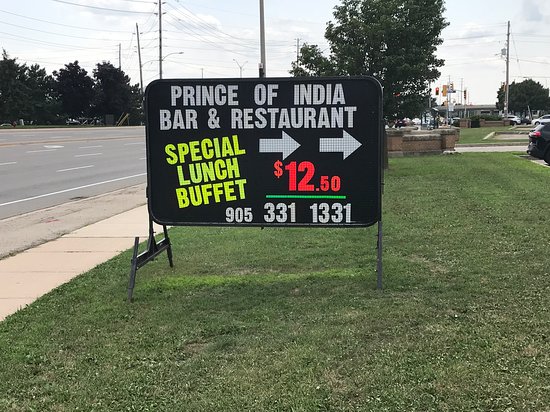 PRINCE OF INDIA
BAR & RESTAURANT
SPECIAL
LUNCH
BUFFET
$12.50
905 331 1331